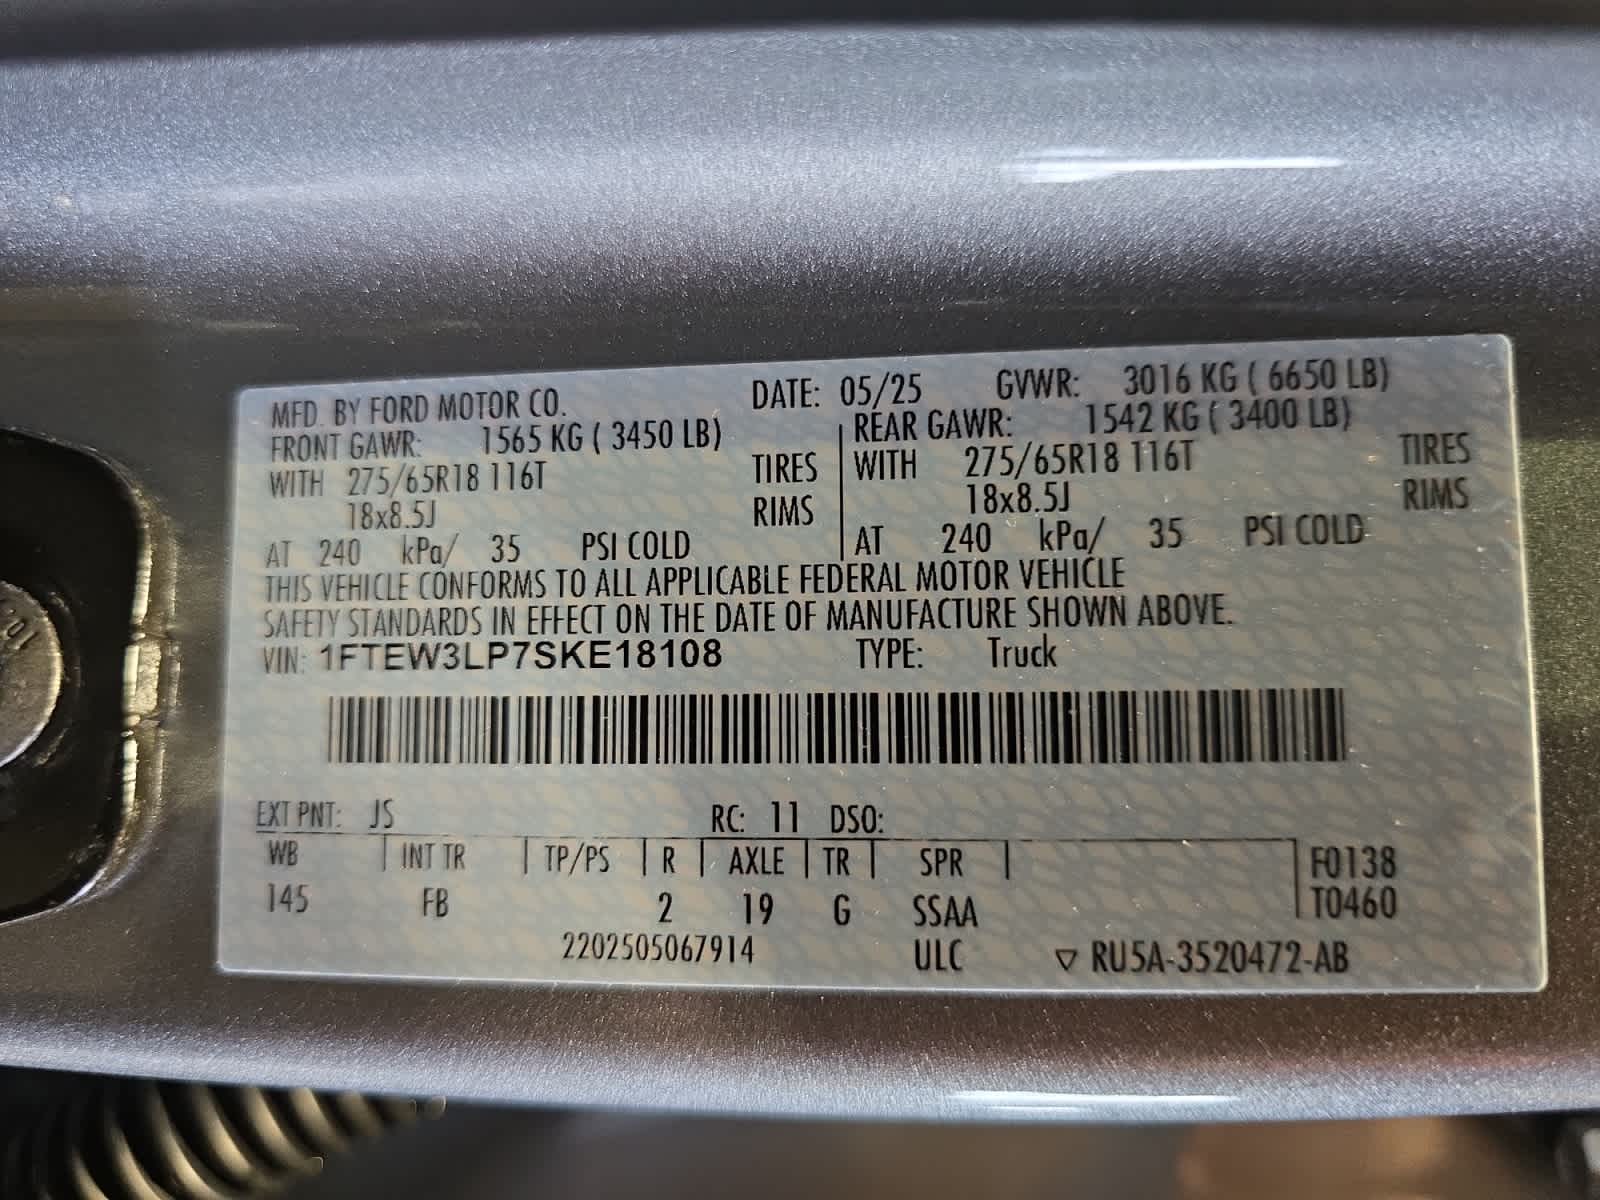 MFD. BY FORD MOTOR CO. DATE: 05/25 GVWR: 3016 KG ( 6650 LB)
FRONT GAWR: 1565 KG ( 3450 LB) REAR GAWR: 1542 KG ( 3400 LB)
WITH 275/65R18 116T TIRES WITH 275/65R18 116T TIRES
18x8.5J RIMS 18x8.5J RIMS
AT 240 kPa/ 35 PSI COLD AT 240 kPa/ 35 PSI COLD
THIS VEHICLE CONFORMS TO ALL APPLICABLE FEDERAL MOTOR VEHICLE
SAFETY STANDARDS IN EFFECT ON THE DATE OF MANUFACTURE SHOWN ABOVE.
VIN: 1FTEW3LP7SKE18108 TYPE: Truck
EXT PNT: JS RC: 11 DSO:
WB INT TR TP/PS R AXLE TR SPR F0138
145 FB 2 19 G SSAA T0460
2202505067914 ULC ▽ RU5A-3520472-AB